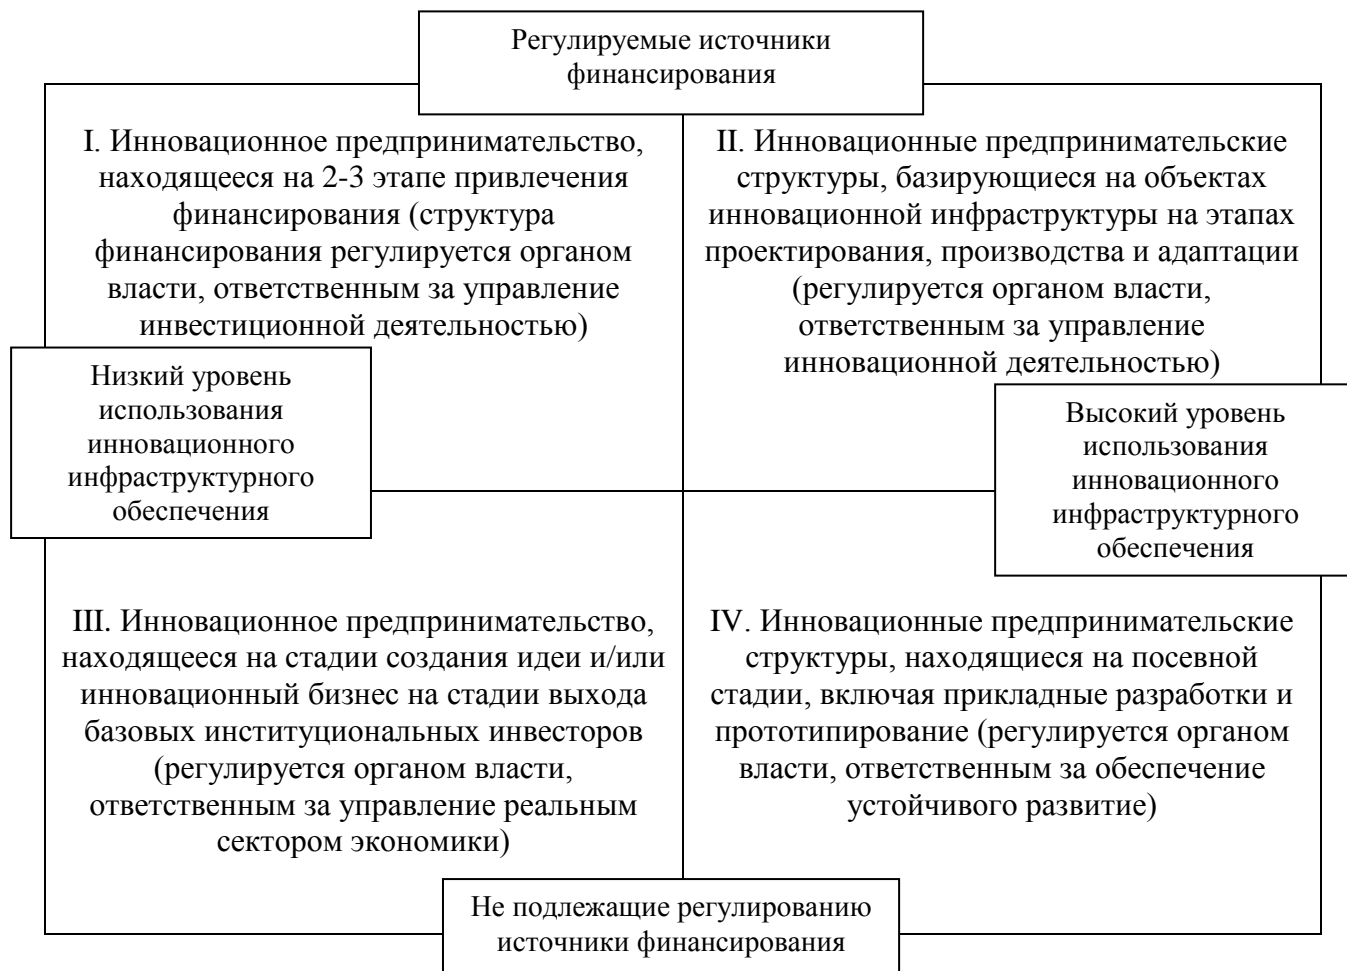 Регулируемые источники
финансирования
I. Инновационное предпринимательство,
находящееся на 2-3 этапе привлечения
финансирования (структура
финансирования регулируется органом
власти, ответственным за управление
инвестиционной деятельностью)
II. Инновационные предпринимательские
структуры, базирующиеся на объектах
инновационной инфраструктуры на этапах
проектирования, производства и адаптации
(регулируется органом власти,
ответственным за управление
инновационной деятельностью)
Низкий уровень
использования
инновационного
инфраструктурного
обеспечения
Высокий уровень
использования
инновационного
инфраструктурного
обеспечения
III. Инновационное предпринимательство,
находящееся на стадии создания идеи и/или
инновационный бизнес на стадии выхода
базовых институциональных инвесторов
(регулируется органом власти,
ответственным за управление реальным
сектором экономики)
IV. Инновационные предпринимательские
структуры, находящиеся на посевной
стадии, включая прикладные разработки и
прототипирование (регулируется органом
власти, ответственным за обеспечение
устойчивого развитие)
Не подлежащие регулированию
источники финансирования